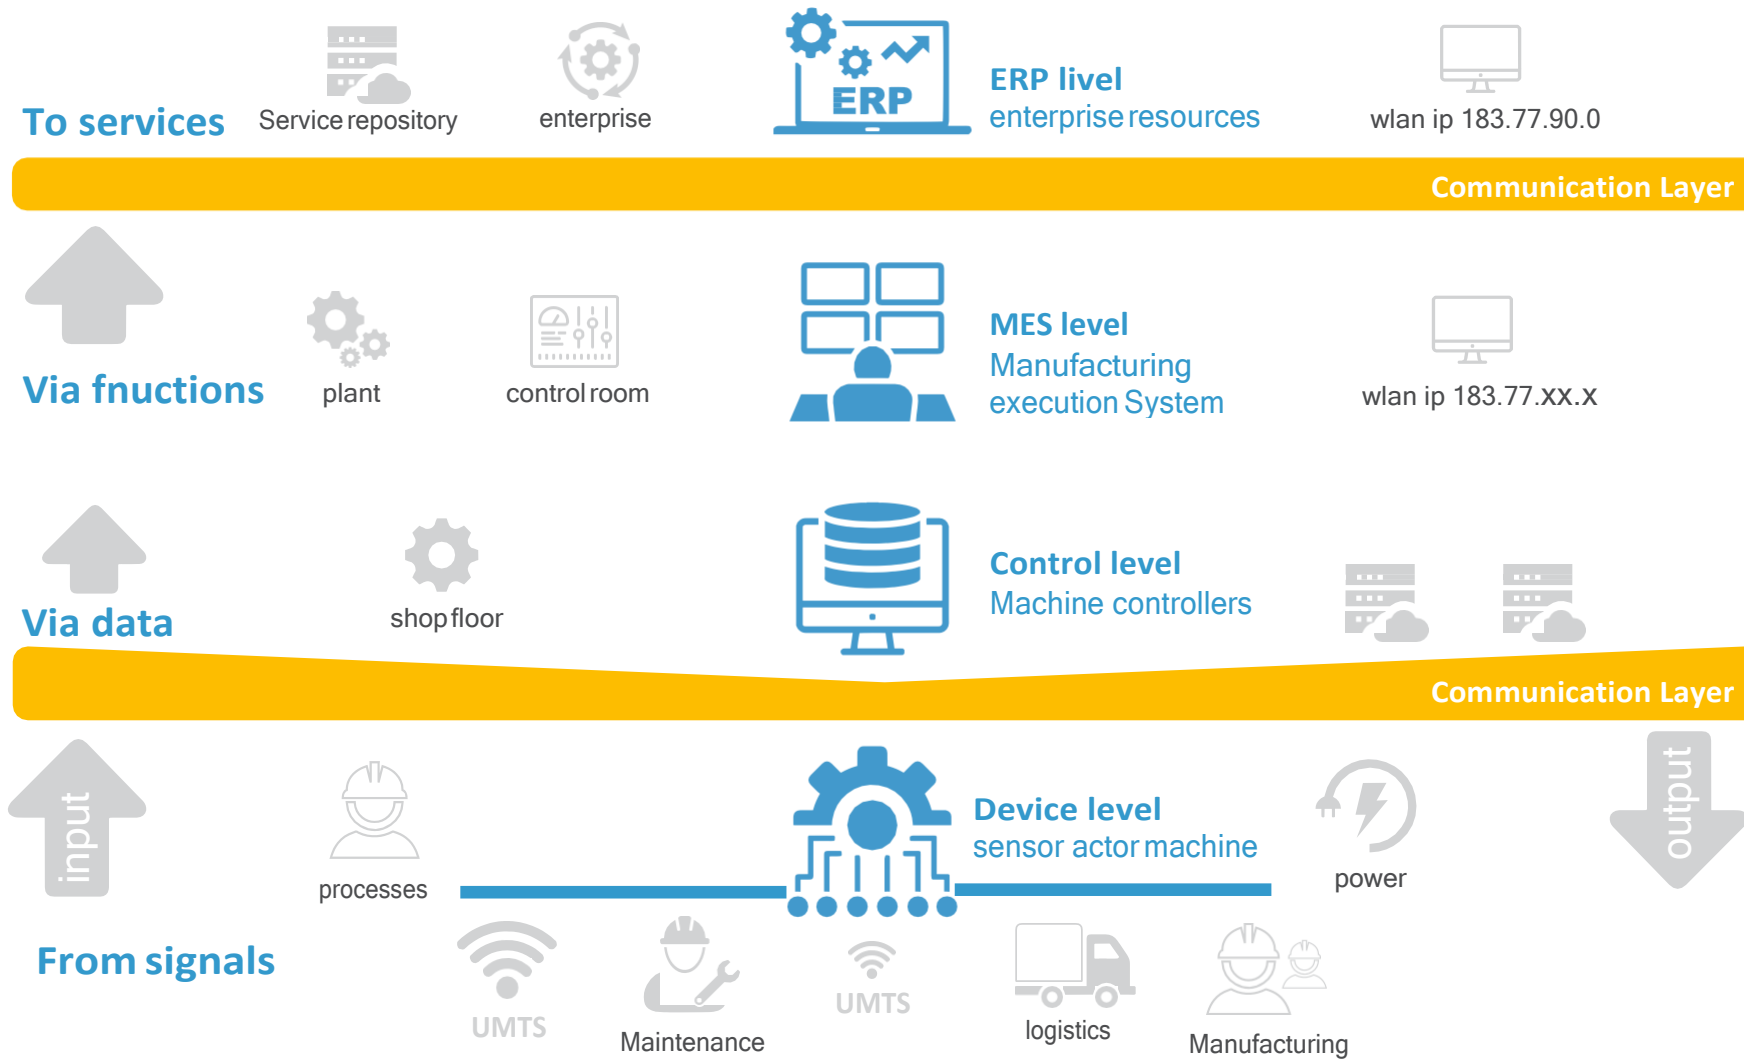 To services
Service repository
enterprise
ERP
ERP livel
enterprise resources
wlan ip 183.77.90.0
Communication Layer
Via fnuctions
plant
control room
MES level
Manufacturing
execution System
wlan ip 183.77.xx.x
Via data
shop floor
Control level
Machine controllers
Communication Layer
input
processes
Device level
sensor actor machine
power
output
From signals
UMTS
Maintenance
UMTS
logistics
Manufacturing